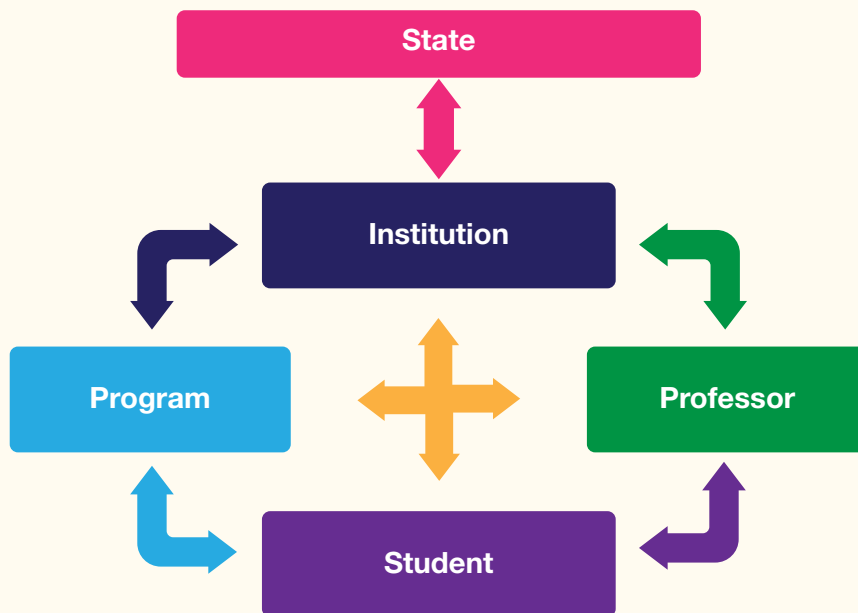 State
Institution
Program
Professor
Student